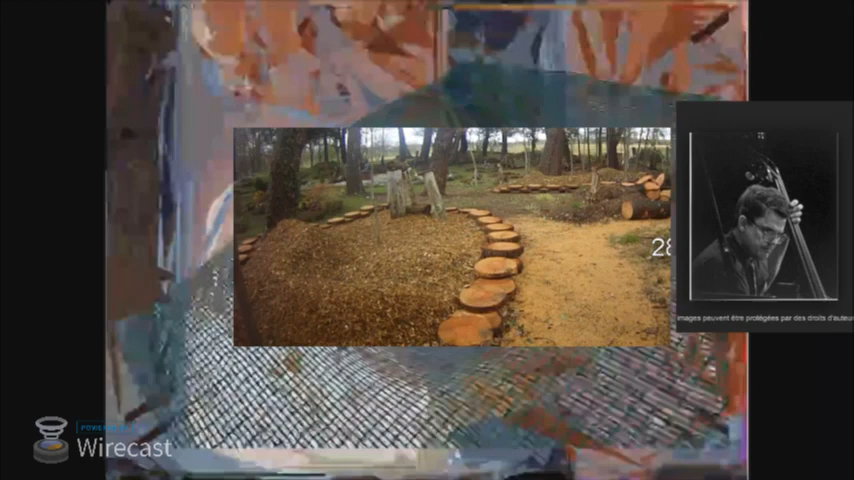 28
images peuvent être protégées par des droits d'auteur
POWERED BY
Wirecast